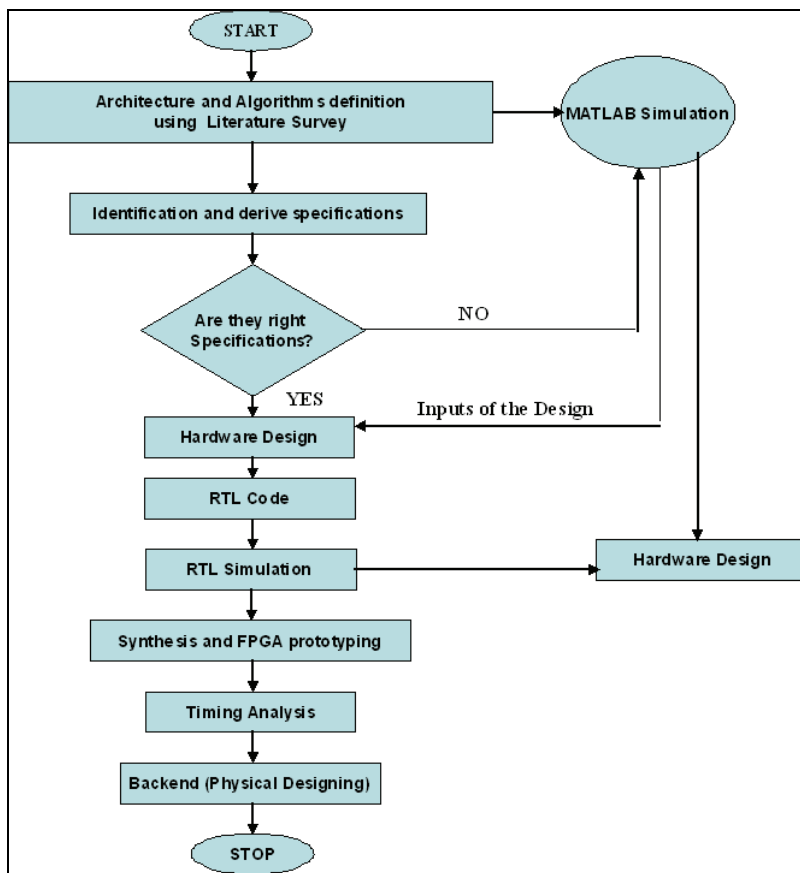 START
Architecture and Algorithms definition
using Literature Survey
MATLAB Simulation
Identification and derive specifications
Are they right
Specifications?
NO
YES
Inputs of the Design
Hardware Design
RTL Code
RTL Simulation
Hardware Design
Synthesis and FPGA prototyping
Timing Analysis
Backend (Physical Designing)
STOP